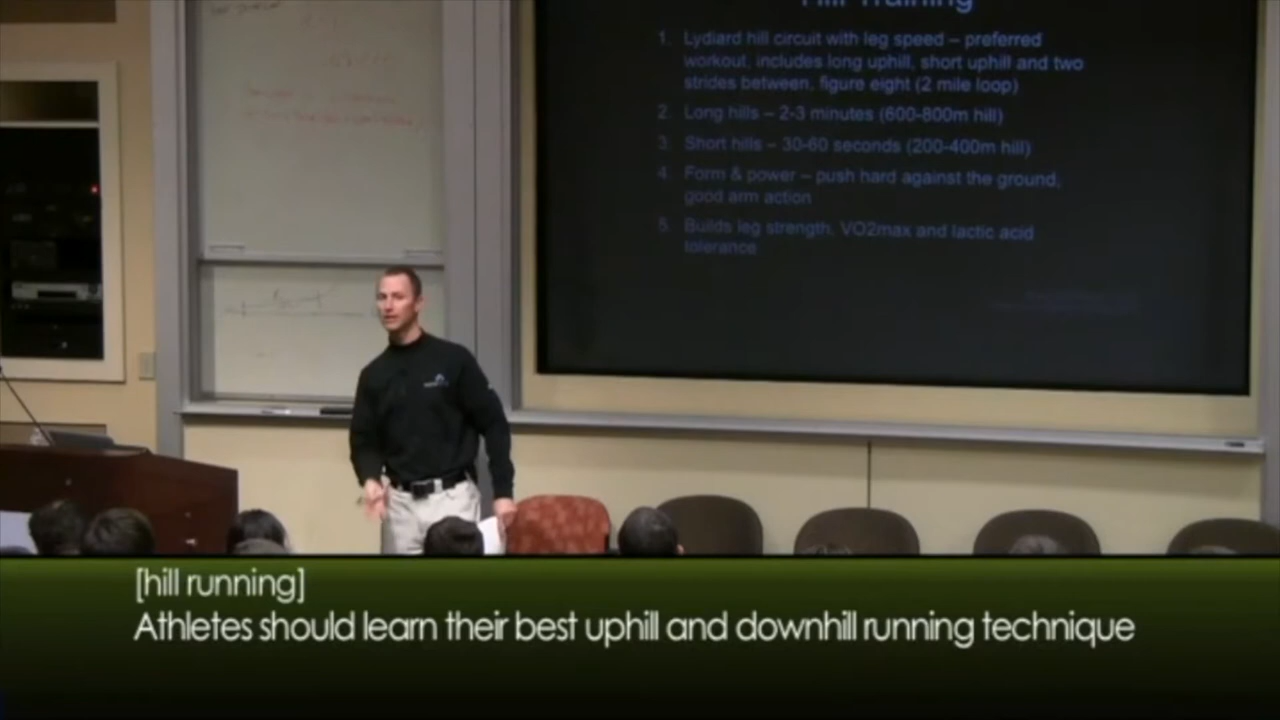 Hill Training
1. Lydiard hill circuit with leg speed – preferred
workout, includes long uphill, short uphill and two
strides between, figure eight (2 mile loop)
2. Long hills – 2-3 minutes (600-800m hill)
3. Short hills – 30-60 seconds (200-400m hill)
4. Form & power – push hard against the ground,
good arm action
5. Builds leg strength, VO2max and lactic acid
tolerance
[hill running]
Athletes should learn their best uphill and downhill running technique